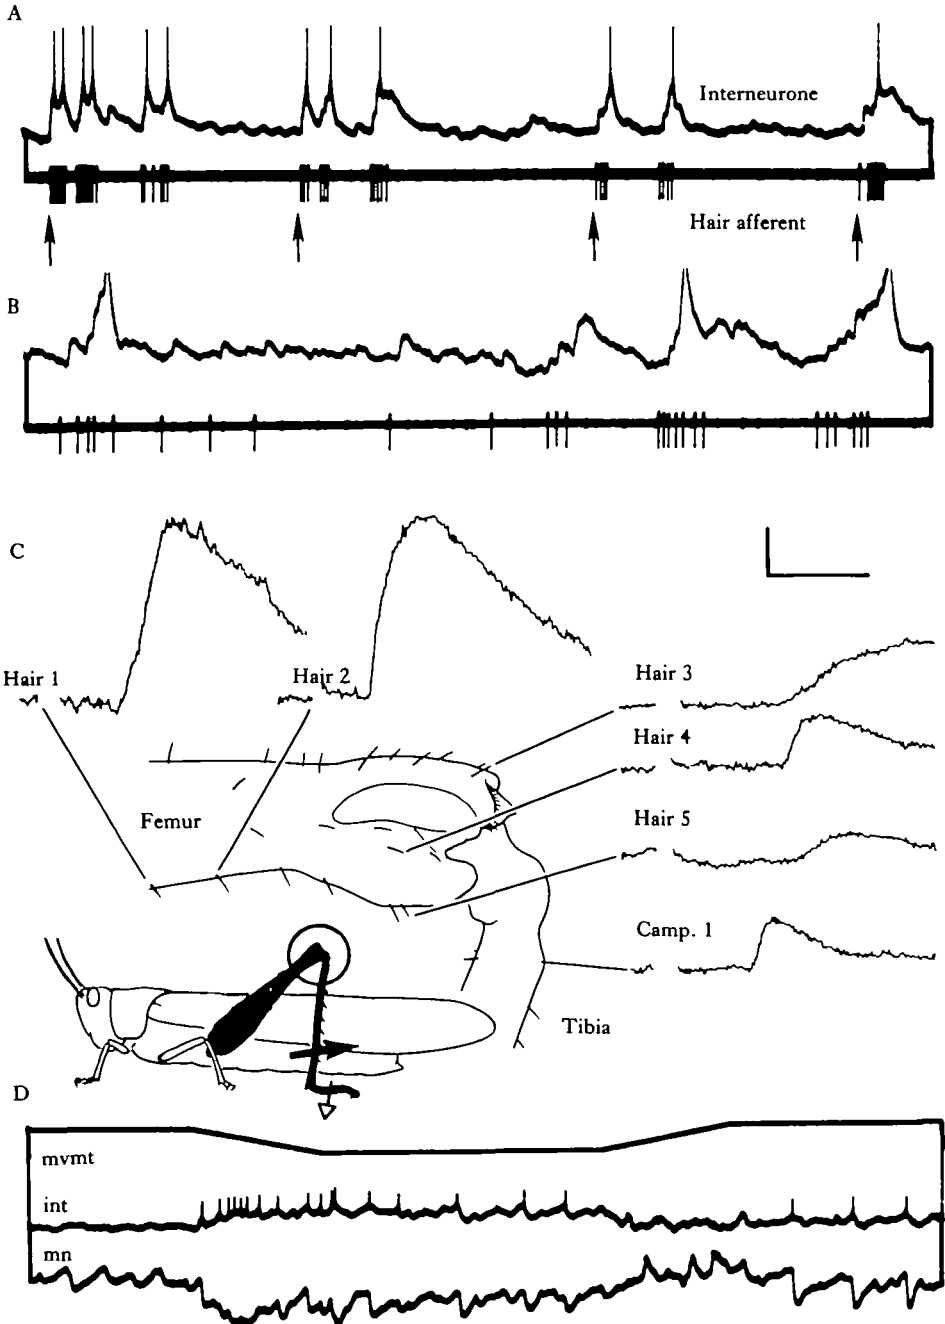 A
Interneurone
Hair afferent
B
C
Hair 1
Hair 2
Hair 3
Hair 4
Femur
Hair 5
Camp. 1
Tibia
D
mvmt
int
mn